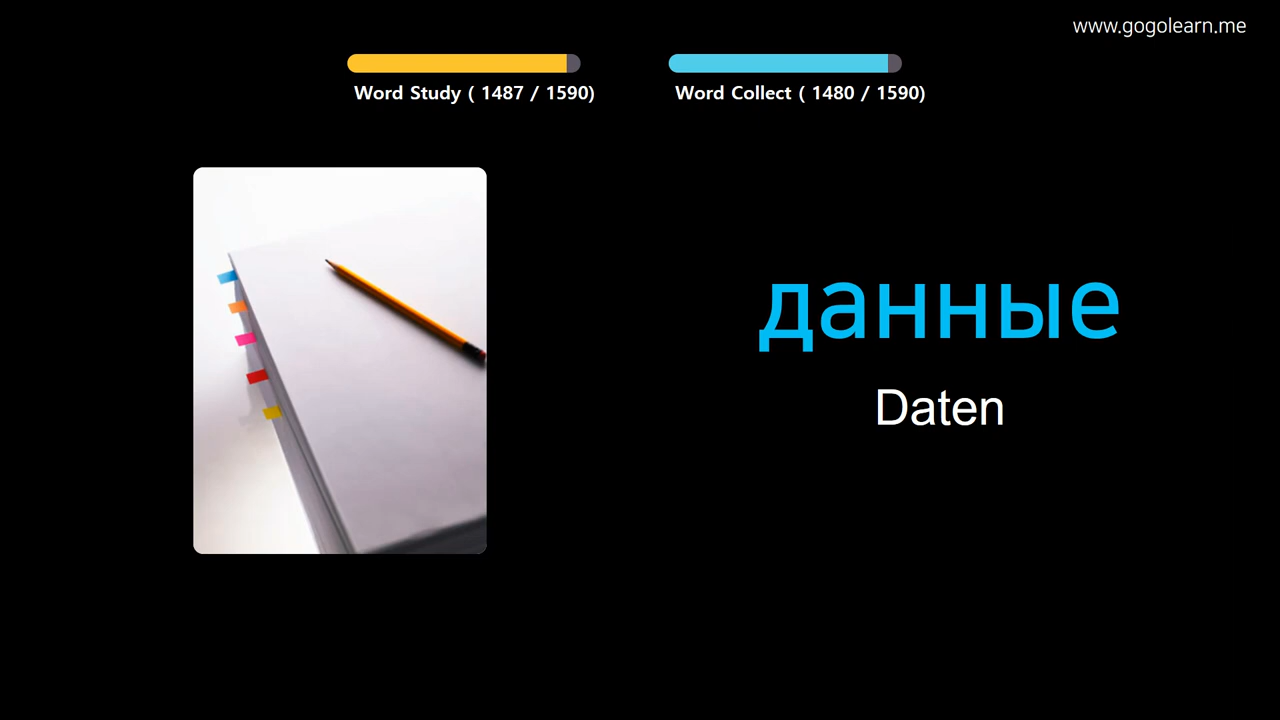 www.gogolearn.me
Word Study ( 1487 / 1590)
Word Collect ( 1480 / 1590)
данные
Daten